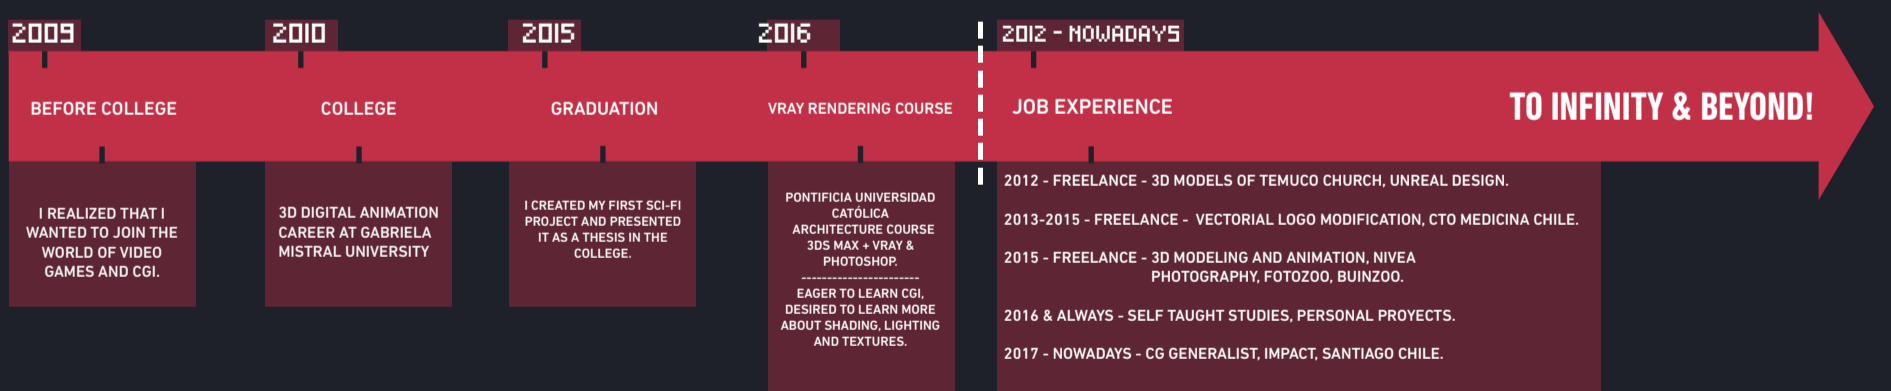 2009
BEFORE COLLEGE
I REALIZED THAT I
WANTED TO JOIN THE
WORLD OF VIDEO
GAMES AND CGI.
2010
COLLEGE
3D DIGITAL ANIMATION
CAREER AT GABRIELA
MISTRAL UNIVERSITY
2015
GRADUATION
I CREATED MY FIRST SCI-FI
PROJECT AND PRESENTED
IT AS A THESIS IN THE
COLLEGE.
2016
VRAY RENDERING COURSE
PONTIFICIA UNIVERSIDAD
CATÓLICA
ARCHITECTURE COURSE
3DS MAX + VRAY &
PHOTOSHOP.
-----------------------
EAGER TO LEARN CGI,
DESIRED TO LEARN MORE
ABOUT SHADING, LIGHTING
AND TEXTURES.
2012 - NOWADAYS
JOB EXPERIENCE
2012 - FREELANCE - 3D MODELS OF TEMUCO CHURCH, UNREAL DESIGN.
2013-2015 - FREELANCE - VECTORIAL LOGO MODIFICATION, CTO MEDICINA CHILE.
2015 - FREELANCE - 3D MODELING AND ANIMATION, NIVEA
PHOTOGRAPHY, FOTOZOO, BUINZOO.
2016 & ALWAYS - SELF TAUGHT STUDIES, PERSONAL PROYECTS.
2017 - NOWADAYS - CG GENERALIST, IMPACT, SANTIAGO CHILE.
TO INFINITY & BEYOND!